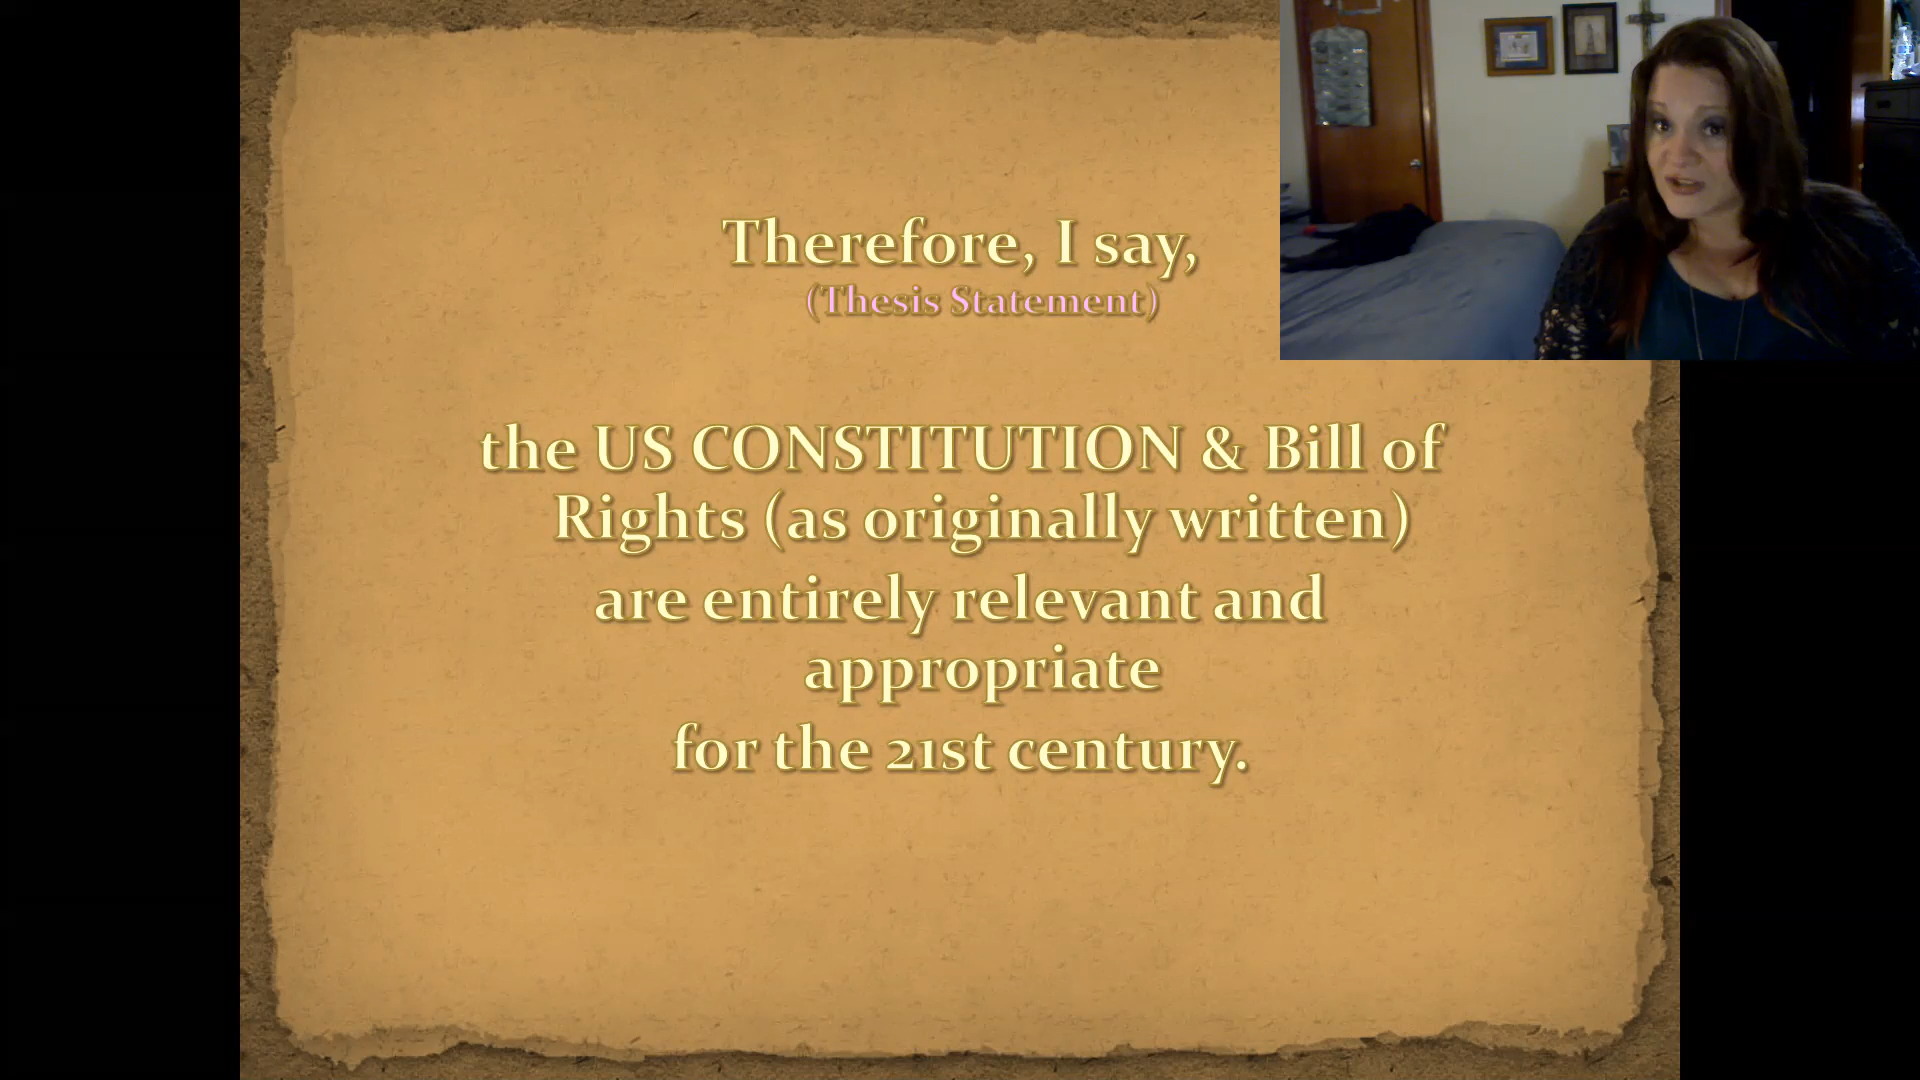 Therefore, I say,
(Thesis Statement)
the US CONSTITUTION & Bill of
Rights (as originally written)
are entirely relevant and
appropriate
for the 21st century.